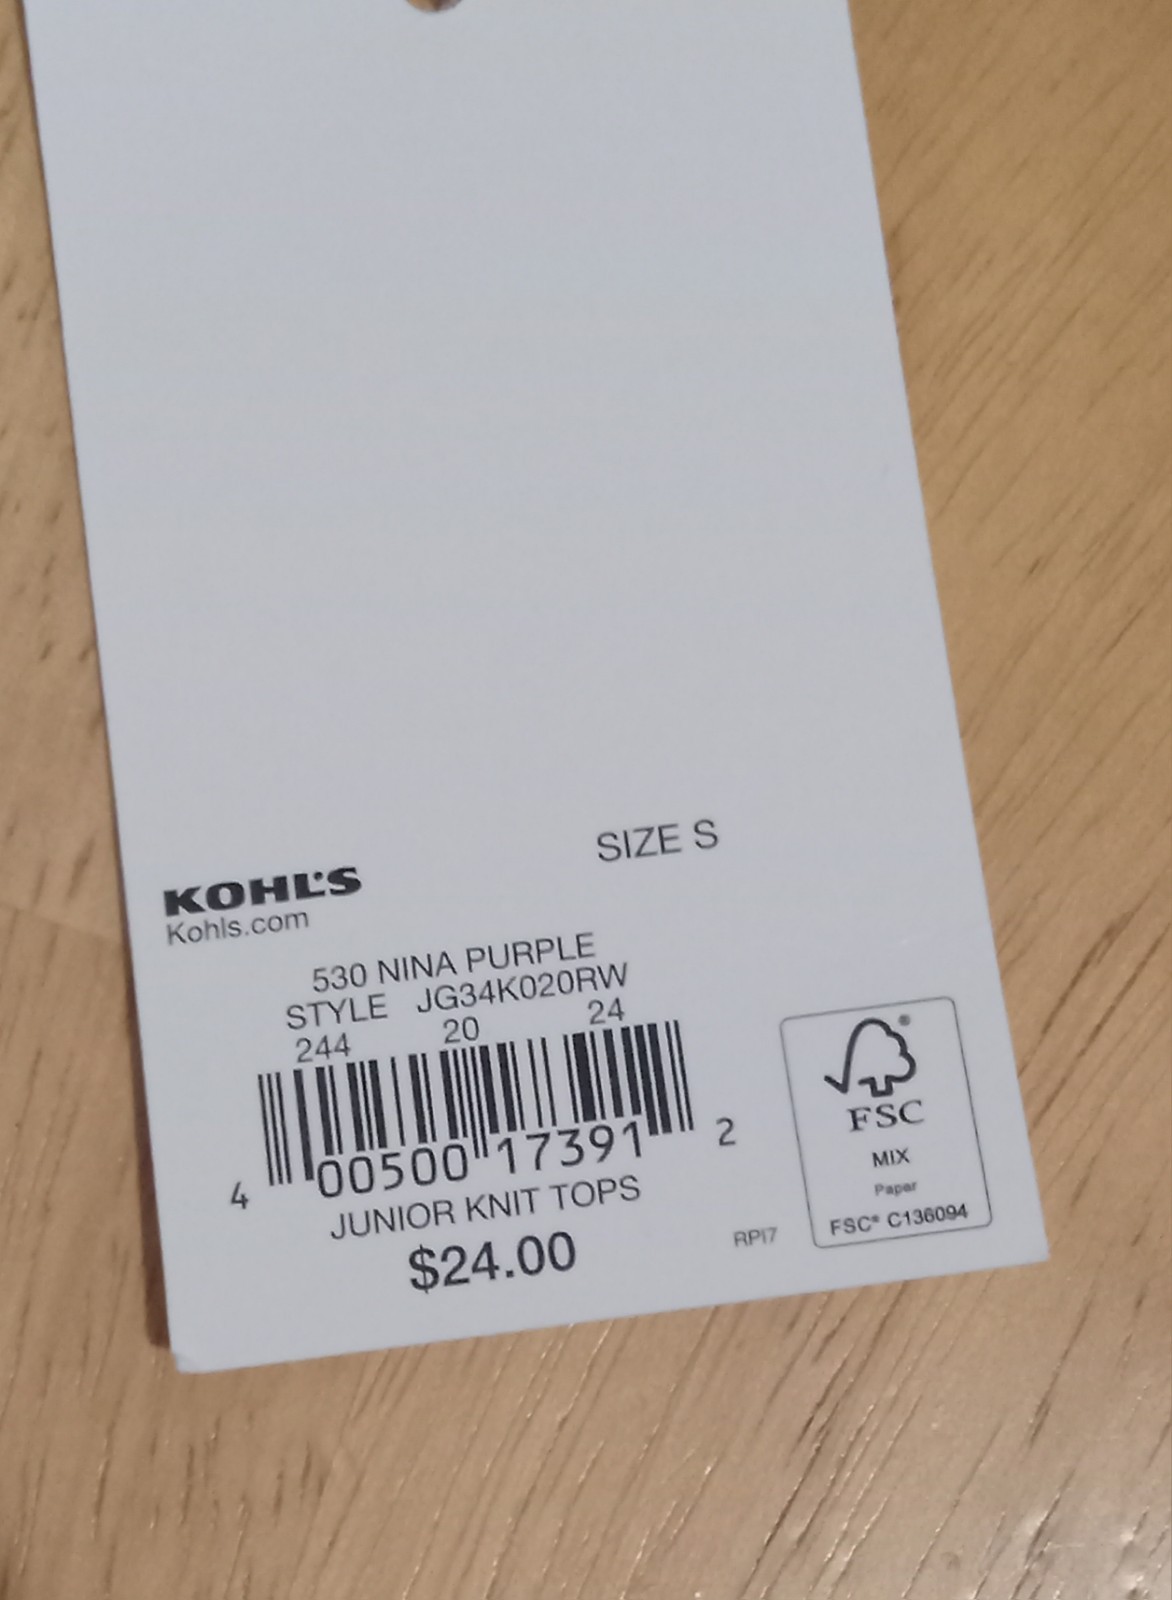 SIZE S
KOHL'S
Kohls.com
530 NINA PURPLE
STYLE JG34K020RW
244 20 24
4 00500 17391 2
JUNIOR KNIT TOPS
$24.00
RPI7
®
FSC
MIX
Paper
FSC® C136094